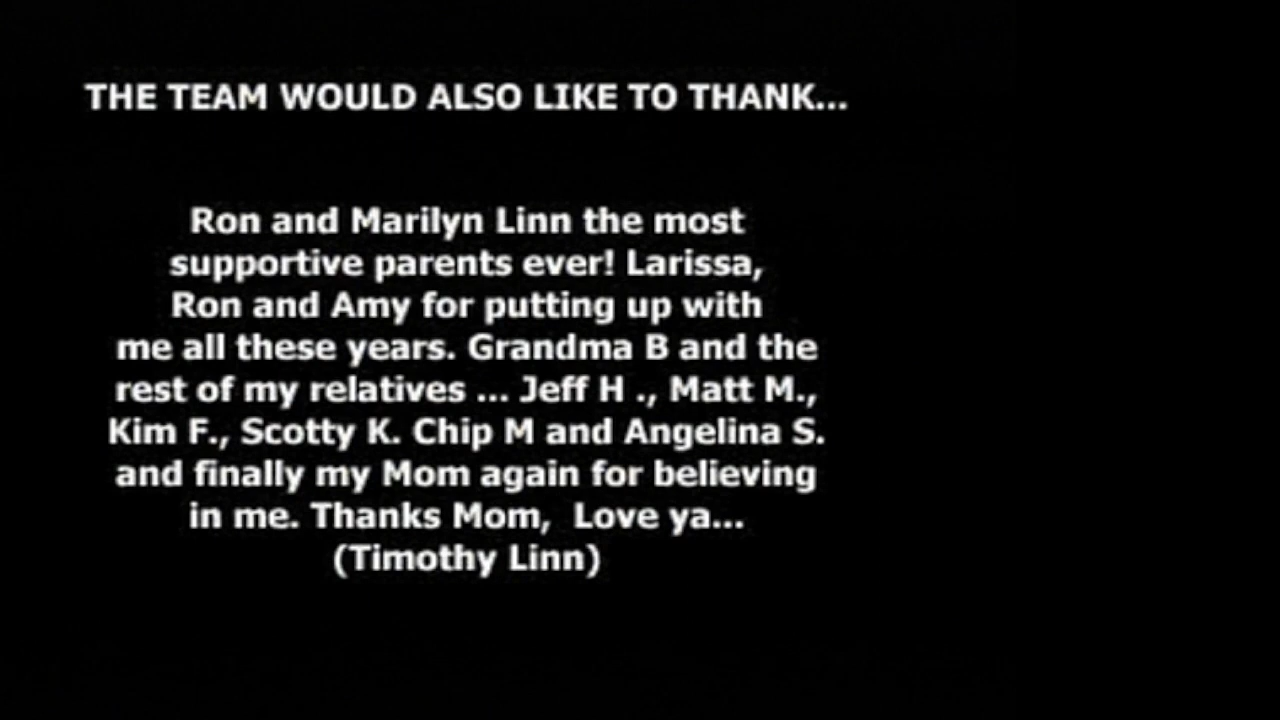 THE TEAM WOULD ALSO LIKE TO THANK...
Ron and Marilyn Linn the most
supportive parents ever! Larissa,
Ron and Amy for putting up with
me all these years. Grandma B and the
rest of my relatives ... Jeff H ., Matt M.,
Kim F., Scotty K. Chip M and Angelina S.
and finally my Mom again for believing
in me. Thanks Mom,  Love ya...
(Timothy Linn)